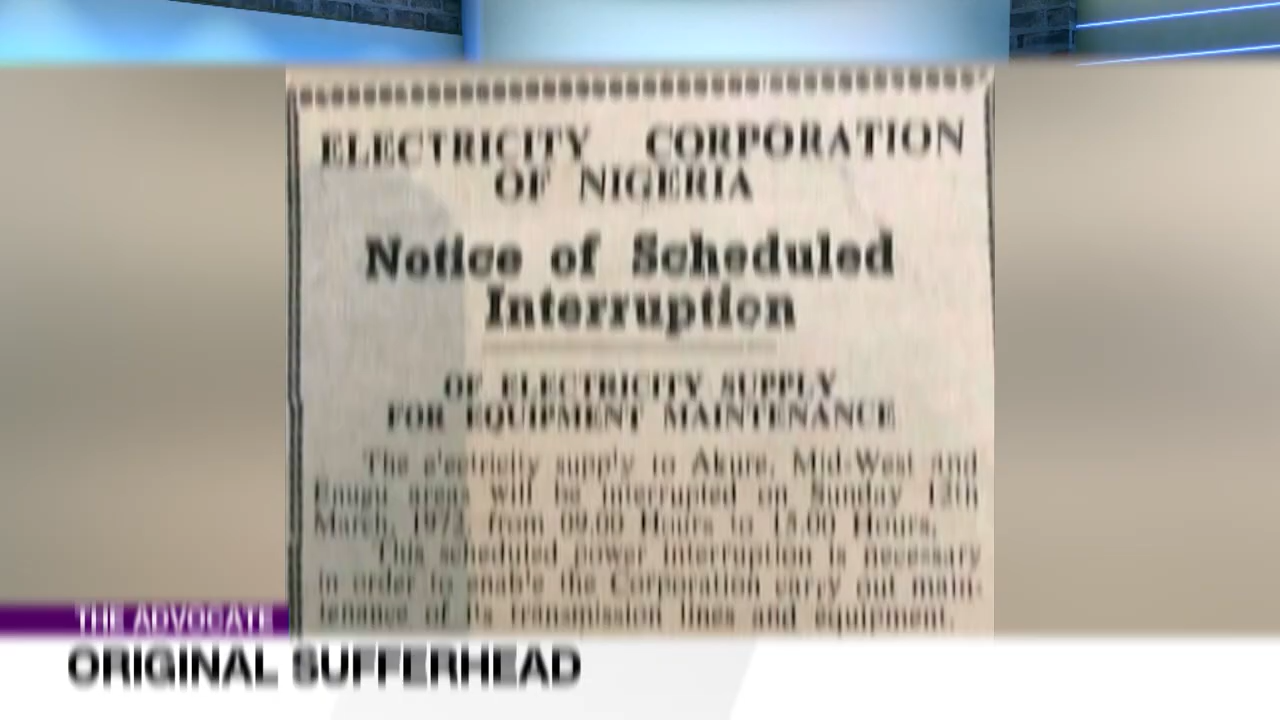 ELECTRICITY CORPORATION
OF NIGERIA
Notice of Scheduled
Interruption
OF ELECTRICITY SUPPLY
FOR EQUIPMENT MAINTENANCE
The electricity supply to Akure, Mid-West and
Enugu areas will be interrupted on Sunday 12th
March, 1972, from 09.00 Hours to 15.00 Hours.
This scheduled power interruption is necessary
in order to enable the Corporation carry out main-
tenance of its transmission lines and equipment.
THE ADVOCATE
ORIGINAL SUFFERHEAD